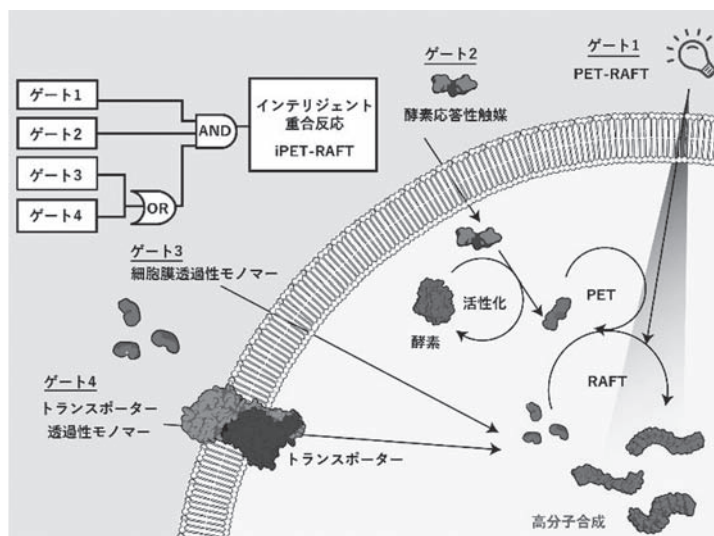 ゲート1
ゲート2
ゲート3
ゲート4
AND
OR
インテリジェント
重合反応
iPET-RAFT
ゲート2
酵素応答性触媒
ゲート1
PET-RAFT
ゲート3
細胞膜透過性モノマー
活性化
酵素
PET
RAFT
ゲート4
トランスポーター
透過性モノマー
トランスポーター
高分子合成